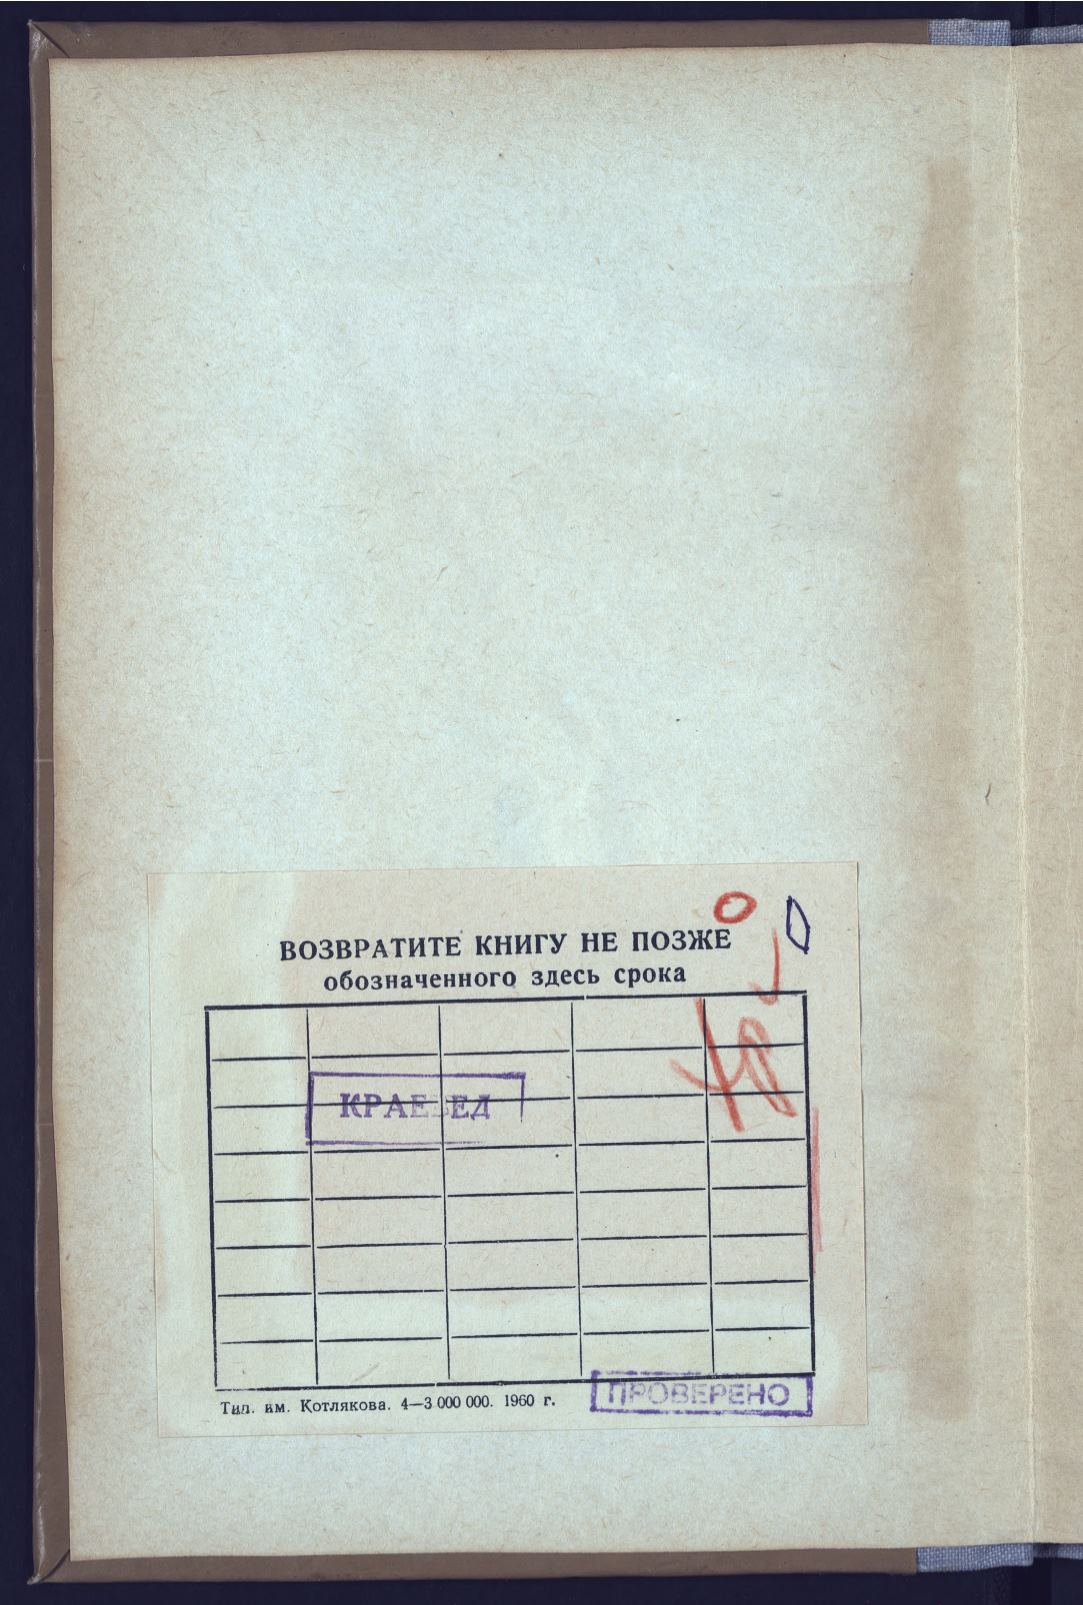 ВОЗВРАТИТЕ КНИГУ НЕ ПОЗЖЕ
обозначенного здесь срока
КРАЕВЕД
Тип. им. Котлякова. 4—3 000 000. 1960 г.
ПРОВЕРЕНО